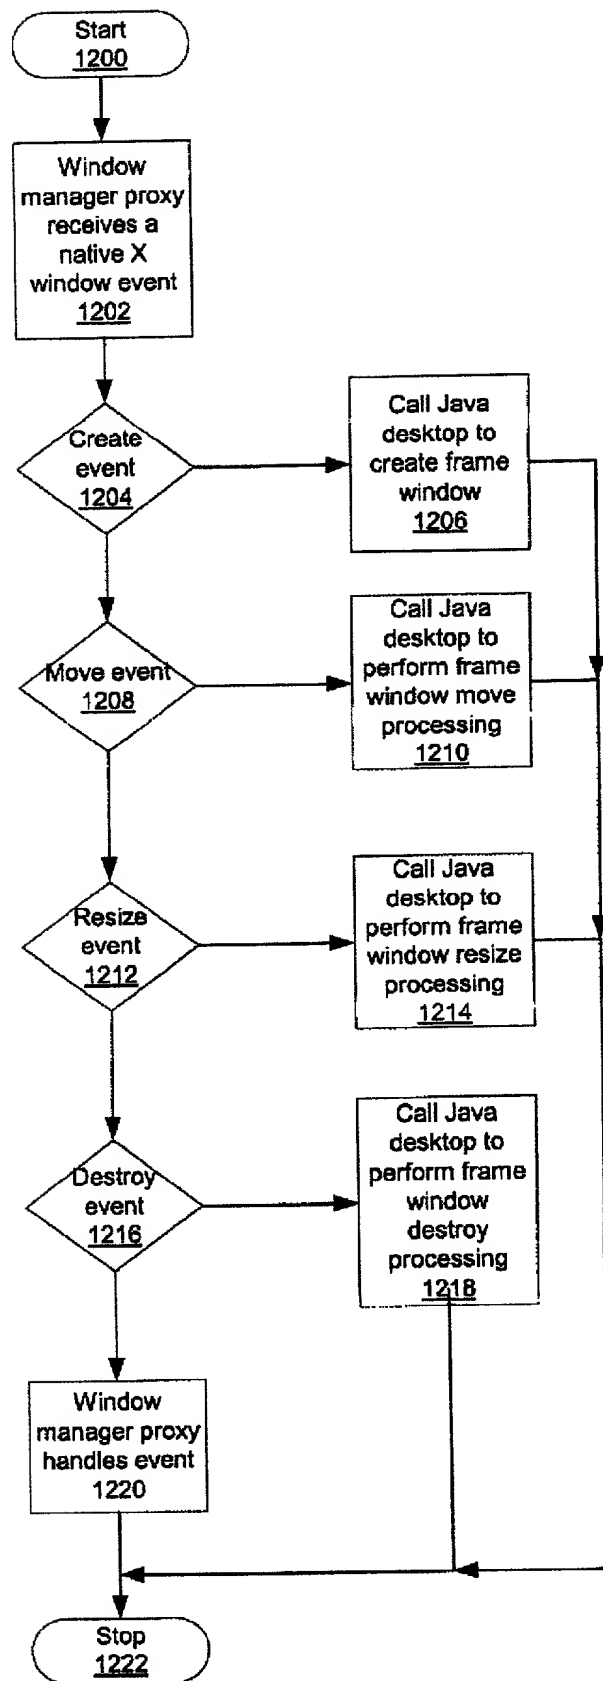 Start
1200
Window
manager proxy
receives a
native X
window event
1202
Create
event
1204
Call Java
desktop to
create frame
window
1206
Move event
1208
Call Java
desktop to
perform frame
window move
processing
1210
Resize
event
1212
Call Java
desktop to
perform frame
window resize
processing
1214
Destroy
event
1216
Call Java
desktop to
perform frame
window
destroy
processing
1218
Window
manager proxy
handles event
1220
Stop
1222